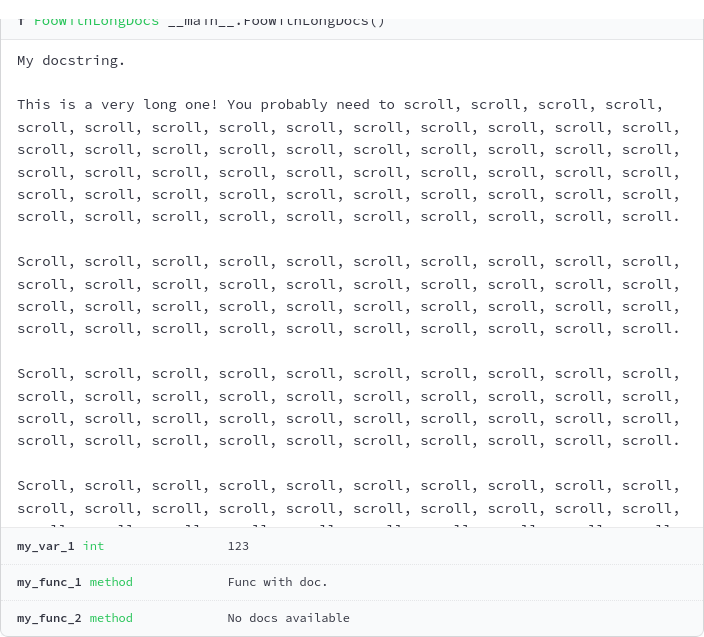 f FooWithLongDocs __main__.FooWithLongDocs()
My docstring.
This is a very long one! You probably need to scroll, scroll, scroll, scroll,
scroll, scroll, scroll, scroll, scroll, scroll, scroll, scroll, scroll, scroll,
scroll, scroll, scroll, scroll, scroll, scroll, scroll, scroll, scroll, scroll,
scroll, scroll, scroll, scroll, scroll, scroll, scroll, scroll, scroll, scroll,
scroll, scroll, scroll, scroll, scroll, scroll, scroll, scroll, scroll, scroll,
scroll, scroll, scroll, scroll, scroll, scroll, scroll, scroll, scroll, scroll.
Scroll, scroll, scroll, scroll, scroll, scroll, scroll, scroll, scroll, scroll,
scroll, scroll, scroll, scroll, scroll, scroll, scroll, scroll, scroll, scroll,
scroll, scroll, scroll, scroll, scroll, scroll, scroll, scroll, scroll, scroll,
scroll, scroll, scroll, scroll, scroll, scroll, scroll, scroll, scroll, scroll.
Scroll, scroll, scroll, scroll, scroll, scroll, scroll, scroll, scroll, scroll,
scroll, scroll, scroll, scroll, scroll, scroll, scroll, scroll, scroll, scroll,
scroll, scroll, scroll, scroll, scroll, scroll, scroll, scroll, scroll, scroll,
scroll, scroll, scroll, scroll, scroll, scroll, scroll, scroll, scroll, scroll.
Scroll, scroll, scroll, scroll, scroll, scroll, scroll, scroll, scroll, scroll,
scroll, scroll, scroll, scroll, scroll, scroll, scroll, scroll, scroll, scroll,
my_var_1 int 123
my_func_1 method Func with doc.
my_func_2 method No docs available